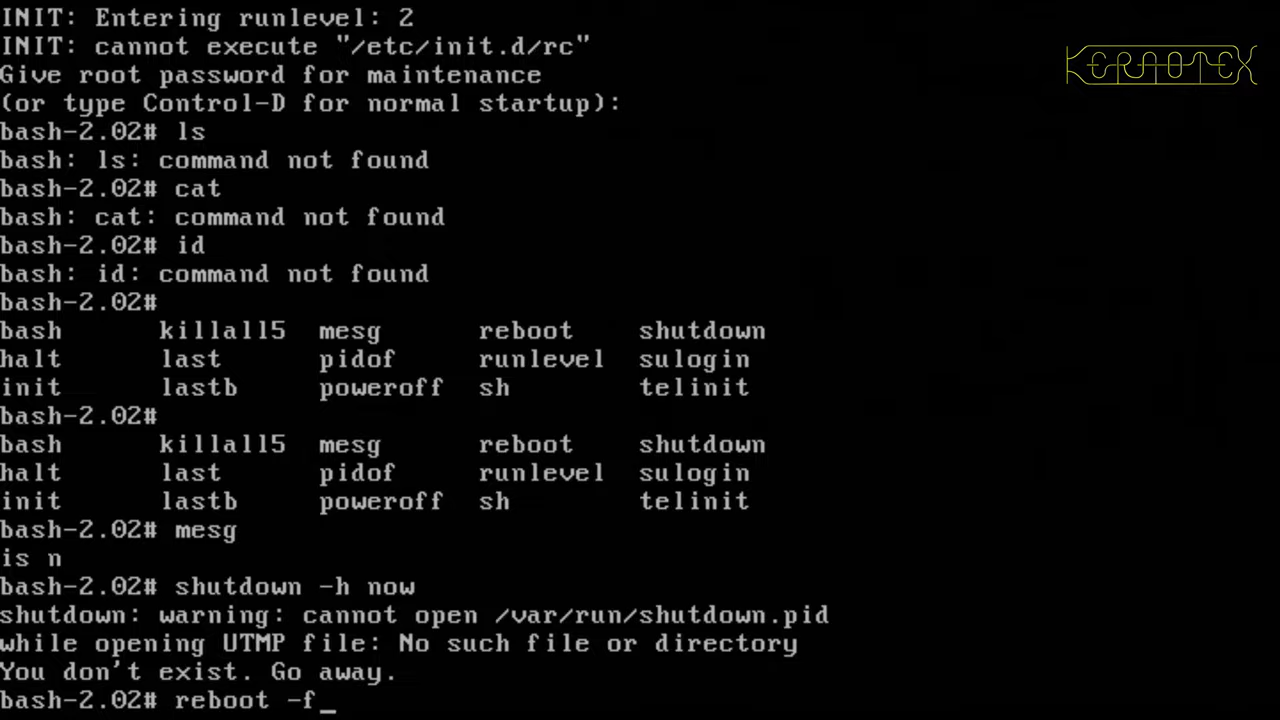 INIT: Entering runlevel: 2
INIT: cannot execute "/etc/init.d/rc"
KERNOTEX
Give root password for maintenance
(or type Control-D for normal startup):
bash-2.02# ls
bash: ls: command not found
bash-2.02# cat
bash: cat: command not found
bash-2.02# id
bash: id: command not found
bash-2.02#
bash killall5 mesg reboot shutdown
halt last pidof runlevel sulogin
init lastb poweroff sh telinit
bash-2.02#
bash killall5 mesg reboot shutdown
halt last pidof runlevel sulogin
init lastb poweroff sh telinit
bash-2.02# mesg
is n
bash-2.02# shutdown -h now
shutdown: warning: cannot open /var/run/shutdown.pid
while opening UTMP file: No such file or directory
You don't exist. Go away.
bash-2.02# reboot -f_